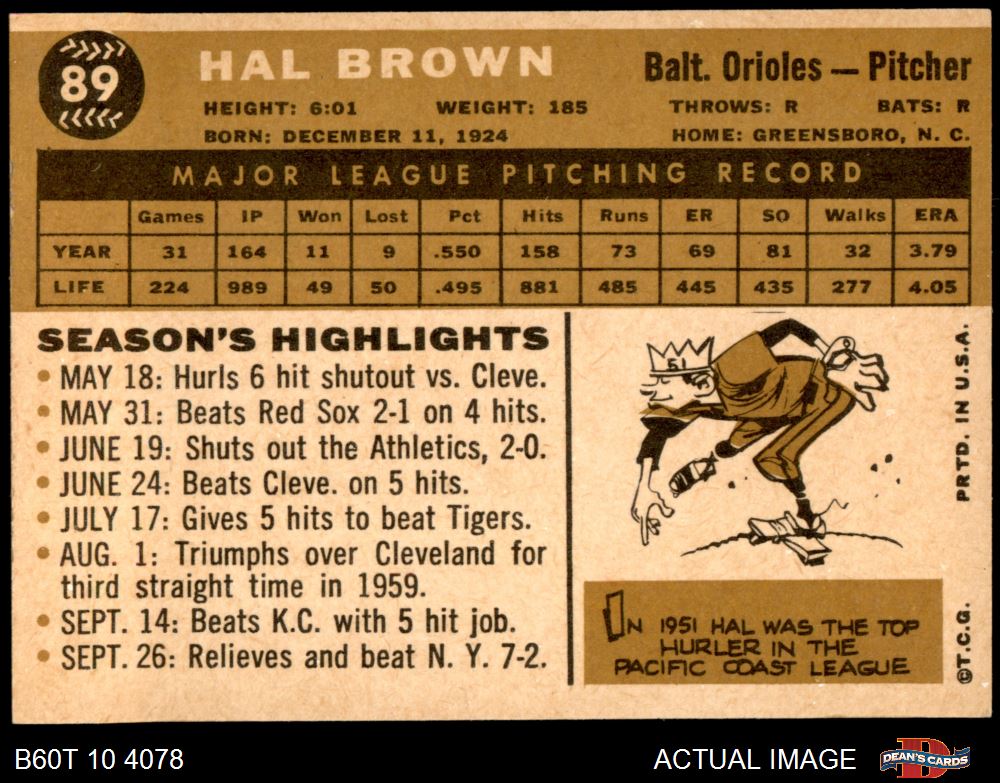 89
HAL BROWN
Balt. Orioles — Pitcher
HEIGHT: 6:01 WEIGHT: 185 THROWS: R BATS: R
BORN: DECEMBER 11, 1924 HOME: GREENSBORO, N. C.
MAJOR LEAGUE PITCHING RECORD
Games IP Won Lost Pct Hits Runs ER SO Walks ERA
YEAR 31 164 11 9 .550 158 73 69 81 32 3.79
LIFE 224 989 49 50 .495 881 485 445 435 277 4.05
SEASON'S HIGHLIGHTS
• MAY 18: Hurls 6 hit shutout vs. Cleve.
• MAY 31: Beats Red Sox 2-1 on 4 hits.
• JUNE 19: Shuts out the Athletics, 2-0.
• JUNE 24: Beats Cleve. on 5 hits.
• JULY 17: Gives 5 hits to beat Tigers.
• AUG. 1: Triumphs over Cleveland for
third straight time in 1959.
• SEPT. 14: Beats K.C. with 5 hit job.
• SEPT. 26: Relieves and beat N. Y. 7-2.
51
IN 1951 HAL WAS THE TOP
HURLER IN THE
PACIFIC COAST LEAGUE
PRTD. IN U.S.A.
©T.C.G.
B60T 10 4078
ACTUAL IMAGE
D
DEAN'S CARDS